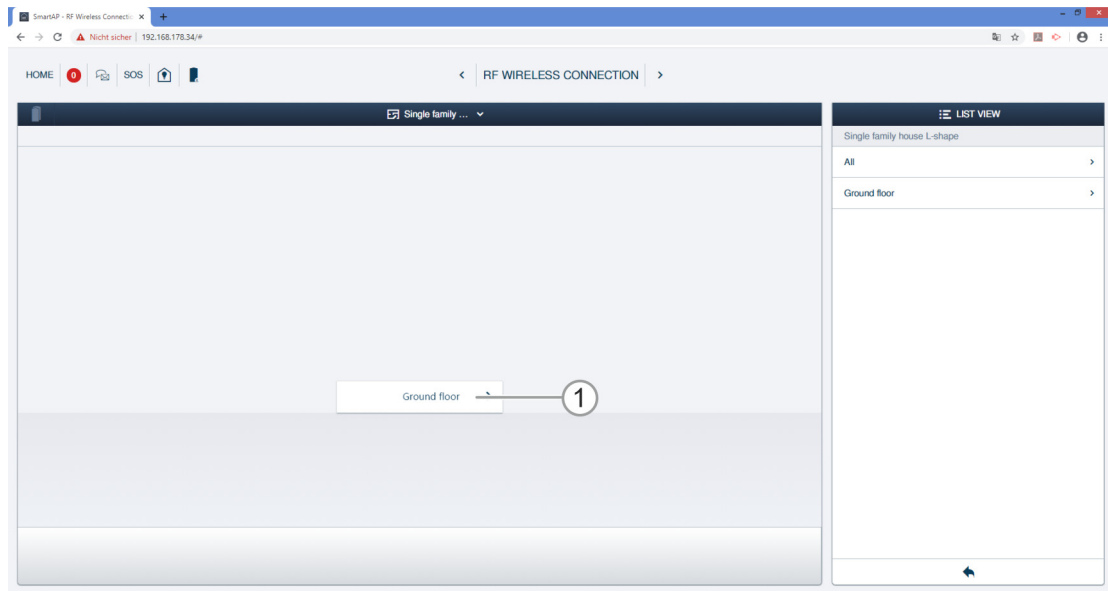 SmartAP - RF Wireless Connecti
Nicht sicher | 192.168.178.34/#
HOME 0 SOS RF WIRELESS CONNECTION
Single family ...
LIST VIEW
Single family house L-shape
All
Ground floor
Ground floor
1